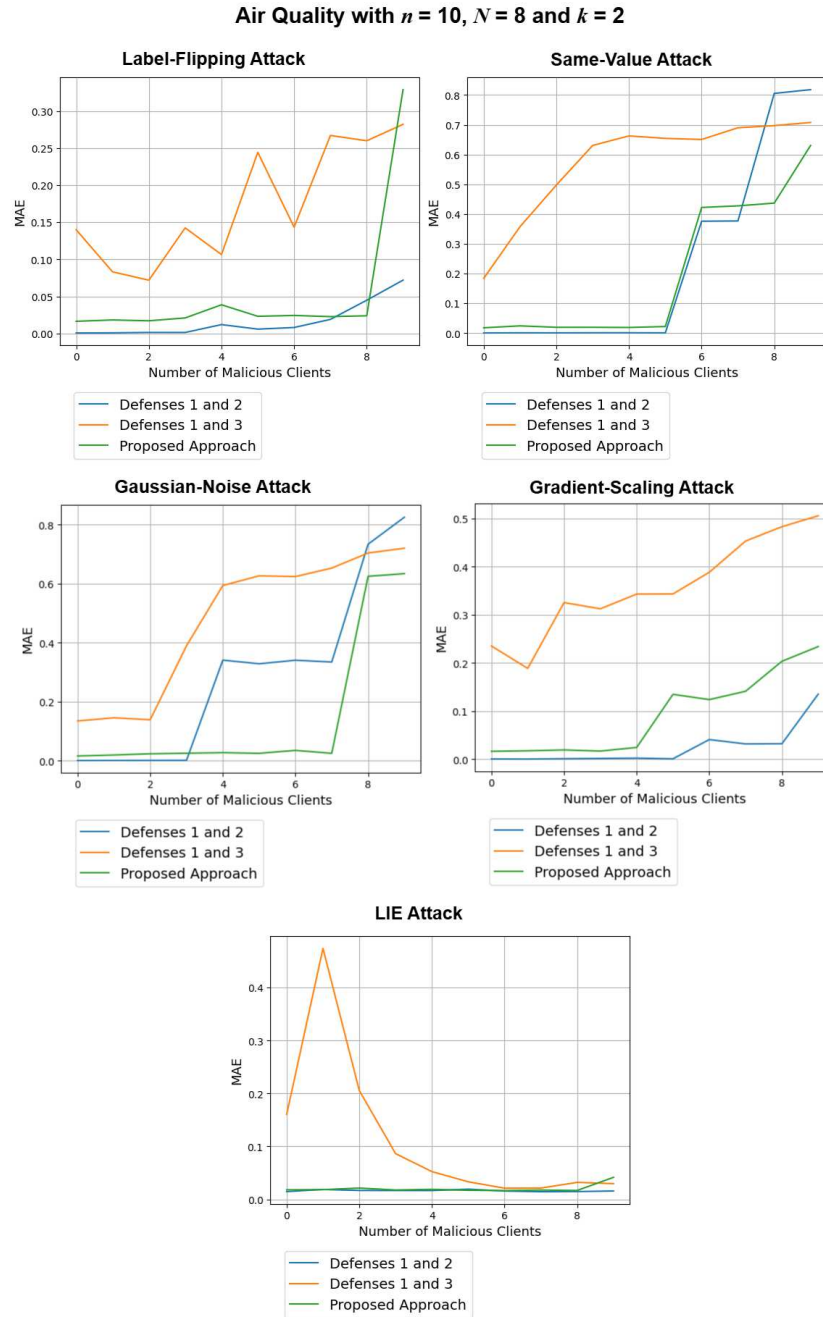 Air Quality with n = 10, N = 8 and k = 2
Label-Flipping Attack
MAE
0.30
0.25
0.20
0.15
0.10
0.05
0.00
0 2 4 6 8
Number of Malicious Clients
Defenses 1 and 2
Defenses 1 and 3
Proposed Approach
Same-Value Attack
MAE
0.8
0.7
0.6
0.5
0.4
0.3
0.2
0.1
0.0
0 2 4 6 8
Number of Malicious Clients
Defenses 1 and 2
Defenses 1 and 3
Proposed Approach
Gaussian-Noise Attack
MAE
0.8
0.6
0.4
0.2
0.0
0 2 4 6 8
Number of Malicious Clients
Defenses 1 and 2
Defenses 1 and 3
Proposed Approach
Gradient-Scaling Attack
MAE
0.5
0.4
0.3
0.2
0.1
0.0
0 2 4 6 8
Number of Malicious Clients
Defenses 1 and 2
Defenses 1 and 3
Proposed Approach
LIE Attack
MAE
0.4
0.3
0.2
0.1
0.0
0 2 4 6 8
Number of Malicious Clients
Defenses 1 and 2
Defenses 1 and 3
Proposed Approach